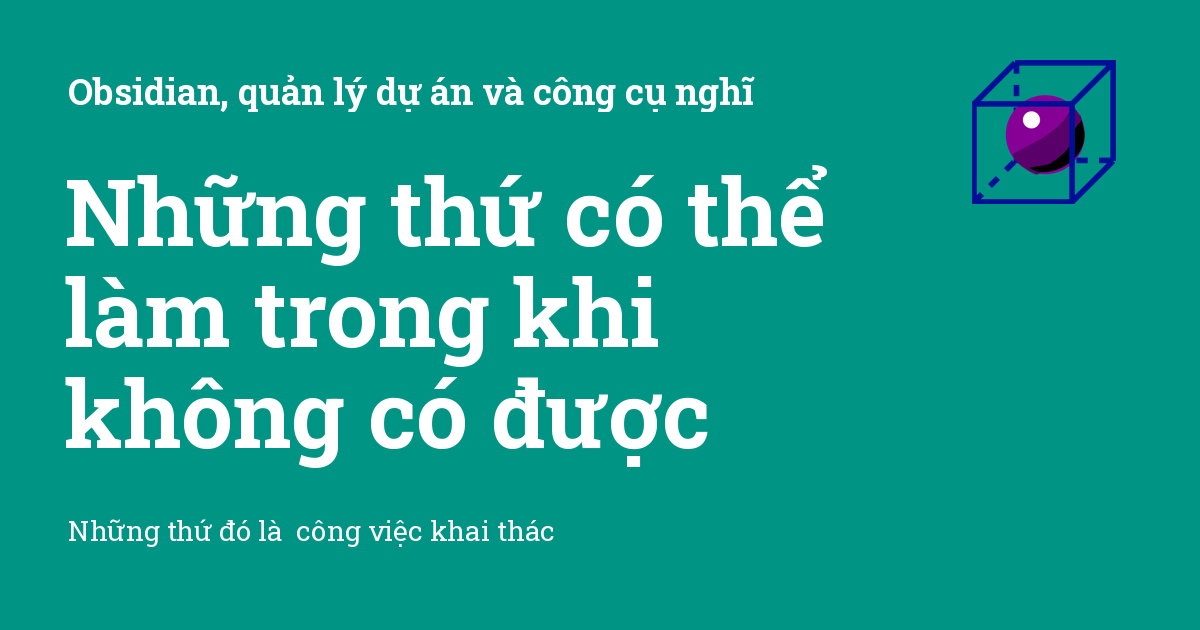 Obsidian, quản lý dự án và công cụ nghĩ
Những thứ có thể
làm trong khi
không có được
Những thứ đó là  công việc khai thác